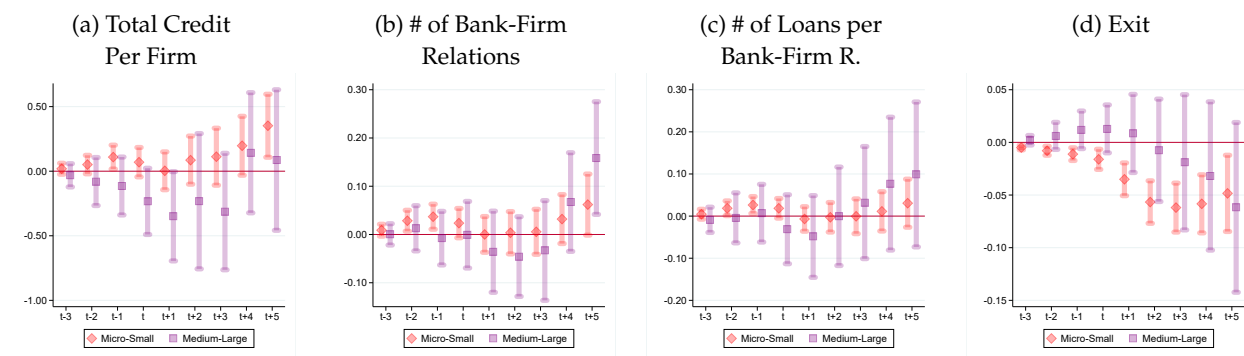 (a) Total Credit
Per Firm
0.50
0.00
-0.50
-1.00
t-3 t-2 t-1 t t+1 t+2 t+3 t+4 t+5
Micro-Small Medium-Large
(b) # of Bank-Firm
Relations
0.30
0.20
0.10
0.00
-0.10
t-3 t-2 t-1 t t+1 t+2 t+3 t+4 t+5
Micro-Small Medium-Large
(c) # of Loans per
Bank-Firm R.
0.30
0.20
0.10
0.00
-0.10
-0.20
t-3 t-2 t-1 t t+1 t+2 t+3 t+4 t+5
Micro-Small Medium-Large
(d) Exit
0.05
0.00
-0.05
-0.10
-0.15
t-3 t-2 t-1 t t+1 t+2 t+3 t+4 t+5
Micro-Small Medium-Large